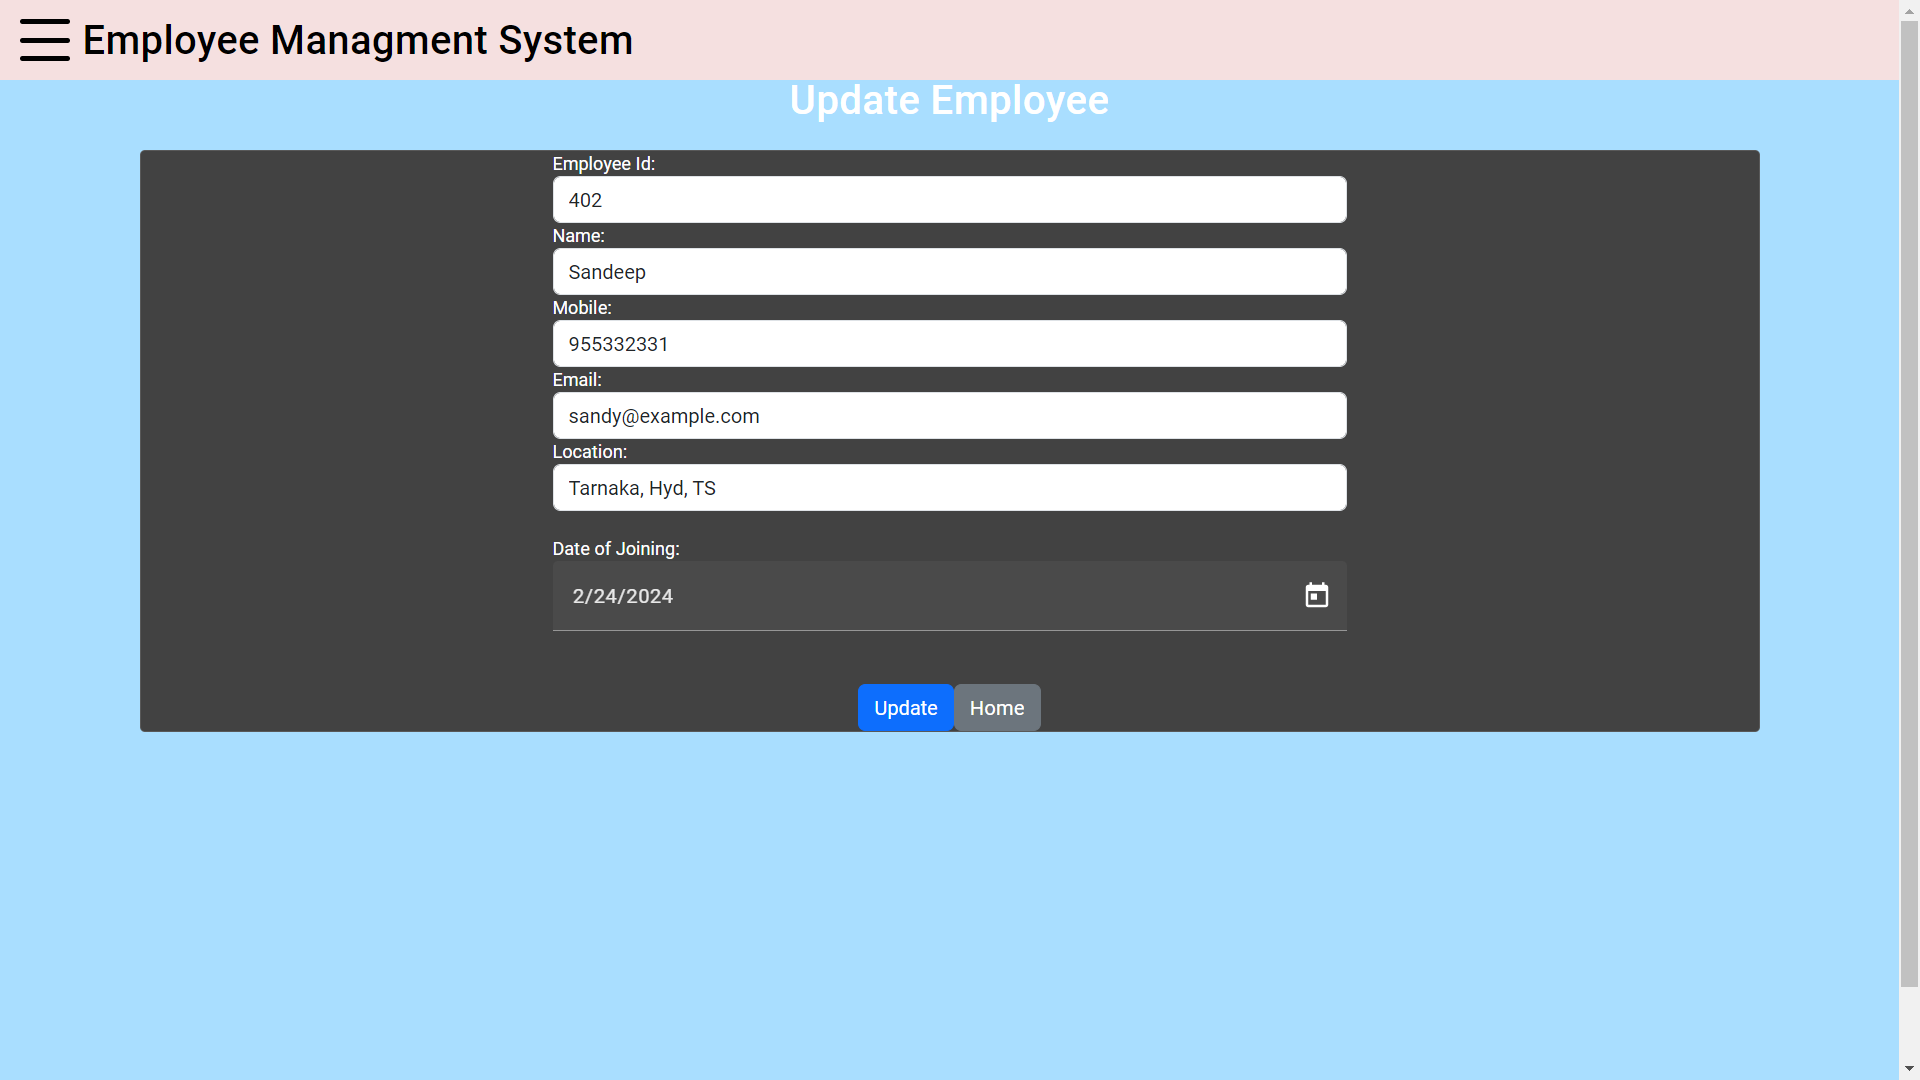 Employee Managment System
Update Employee
Employee Id:
402
Name:
Sandeep
Mobile:
955332331
Email:
sandy@example.com
Location:
Tarnaka, Hyd, TS
Date of Joining:
2/24/2024
Update Home